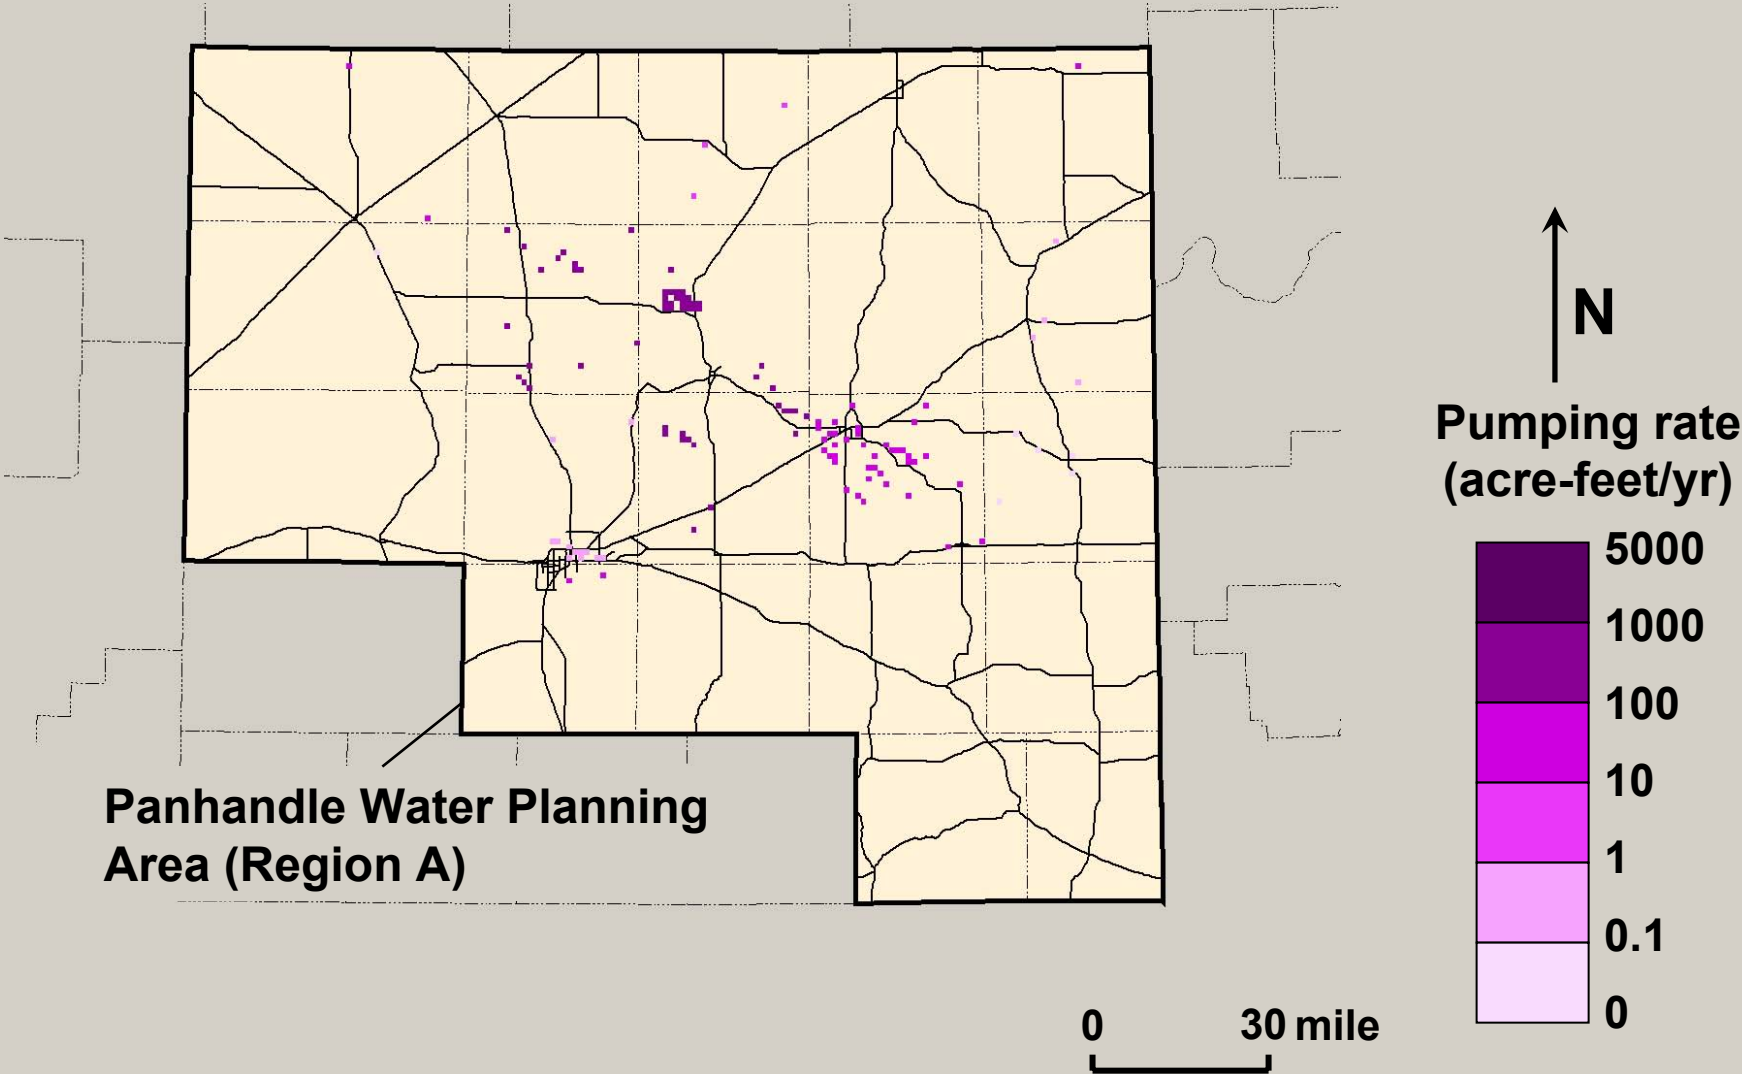 N
Pumping rate
(acre-feet/yr)
5000
1000
100
10
1
0.1
0
Panhandle Water Planning
Area (Region A)
0 30 mile